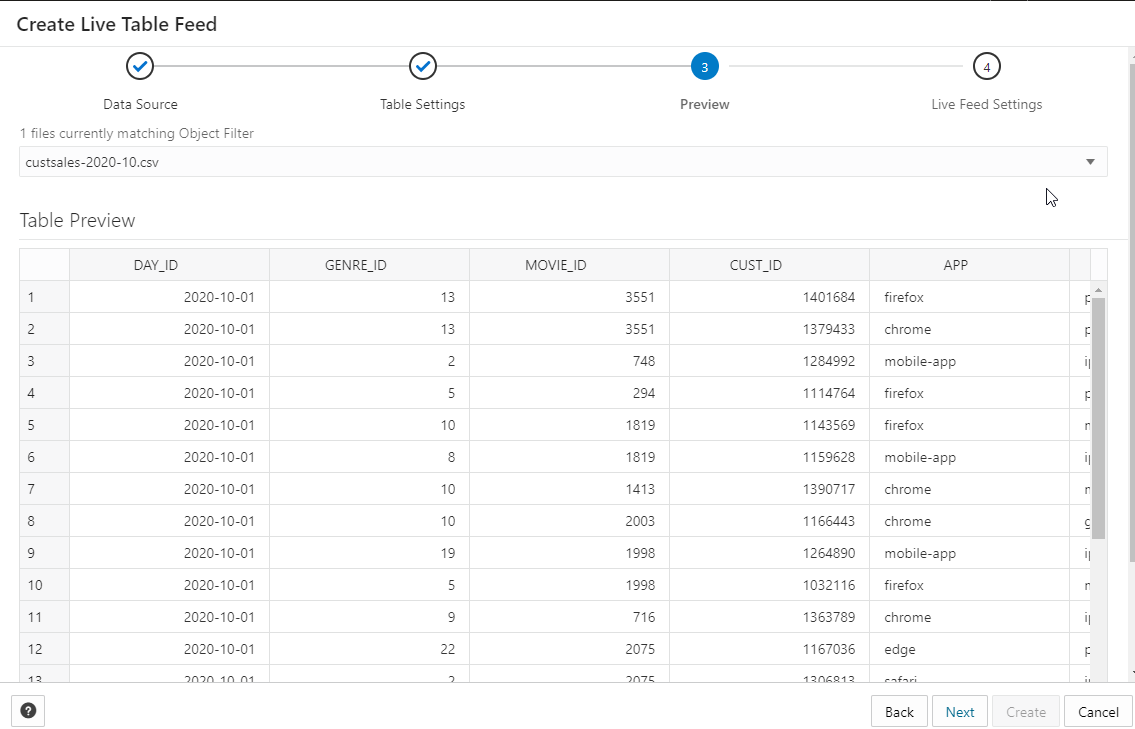 Create Live Table Feed
3 4
Data Source Table Settings Preview Live Feed Settings
1 files currently matching Object Filter
custsales-2020-10.csv
Table Preview
DAY_ID GENRE_ID MOVIE_ID CUST_ID APP
1 2020-10-01 13 3551 1401684 firefox
2 2020-10-01 13 3551 1379433 chrome
3 2020-10-01 2 748 1284992 mobile-app
4 2020-10-01 5 294 1114764 firefox
5 2020-10-01 10 1819 1143569 firefox
6 2020-10-01 8 1819 1159628 mobile-app
7 2020-10-01 10 1413 1390717 chrome
8 2020-10-01 10 2003 1166443 chrome
9 2020-10-01 19 1998 1264890 mobile-app
10 2020-10-01 5 1998 1032116 firefox
11 2020-10-01 9 716 1363789 chrome
12 2020-10-01 22 2075 1167036 edge
13 2020-10-01 2 2075 1306813 safari
? Back Next Create Cancel